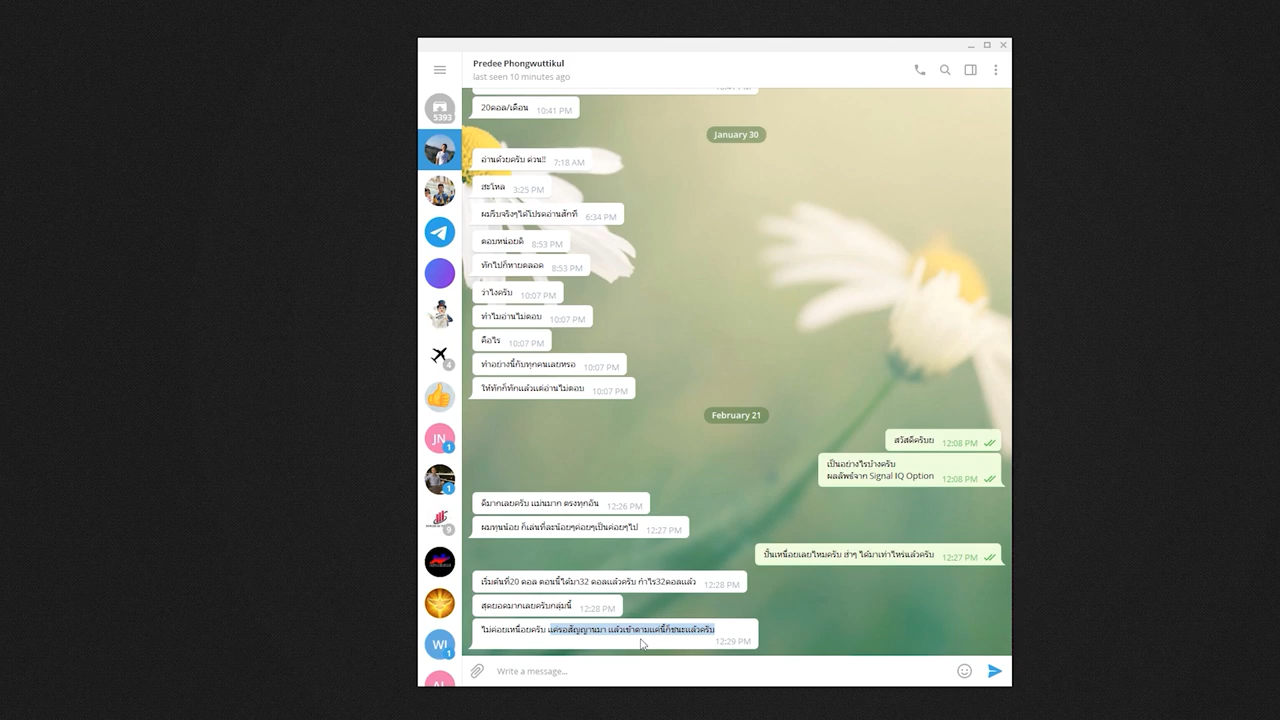 Predee Phongwuttikul
last seen 10 minutes ago
5393
20ดอล/เดือน 10:41 PM
January 30
อ่านด้วยครับ ด่วน!! 7:18 AM
สะโหล 3:25 PM
ผมรีบจริงๆได้โปรดอ่านสักที 6:34 PM
ตอบหน่อยดิ 8:53 PM
ทักไปก็หายตลอด 8:53 PM
ว่าไงครับ 10:07 PM
ทำไมอ่านไม่ตอบ 10:07 PM
คือไร 10:07 PM
4
ทำอย่างนี้กับทุกคนเลยหรอ 10:07 PM
ให้ทักก็ทักแล้วแต่อ่านไม่ตอบ 10:07 PM
February 21
JN
1
สวัสดีครับย 12:08 PM
เป็นอย่างไรบ้างครับ
ผลลัพธ์จาก Signal IQ Option 12:08 PM
1
ดีมากเลยครับ แม่นมาก ตรงทุกอัน 12:26 PM
ผมทุนน้อย ก็เล่นทีละน้อยๆค่อยๆเป็นค่อยๆไป 12:27 PM
9
ปั้นเหนื่อยเลยไหมครับ ฮ่าๆ ได้มาเท่าไหร่แล้วครับ 12:27 PM
เริ่มต้นที่20 ดอล ตอนนี้ได้มา32 ดอลแล้วครับ กำไร32ดอลแล้ว 12:28 PM
สุดยอดมากเลยครับกลุ่มนี้ 12:28 PM
ไม่ค่อยเหนื่อยครับ แค่รอสัญญานมา แล้วเข้าตามแค่นี้ก็ชนะแล้วครับ
12:29 PM
WI
1
Write a message...